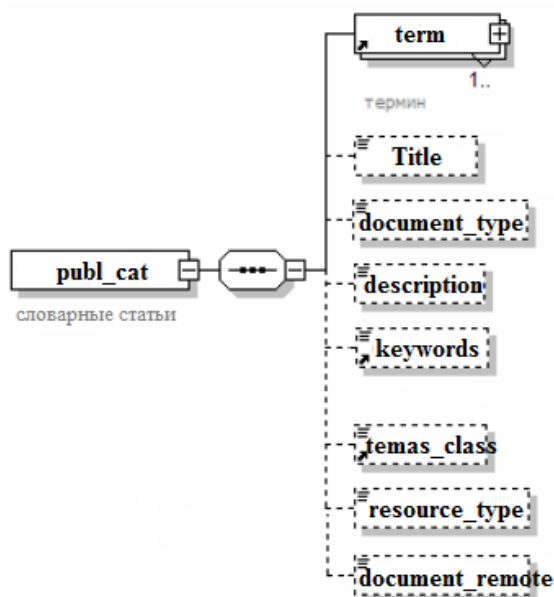 term
1..
термин
Title
document_type
publ_cat
description
словарные статьи
keywords
temas_class
resource_type
document_remote